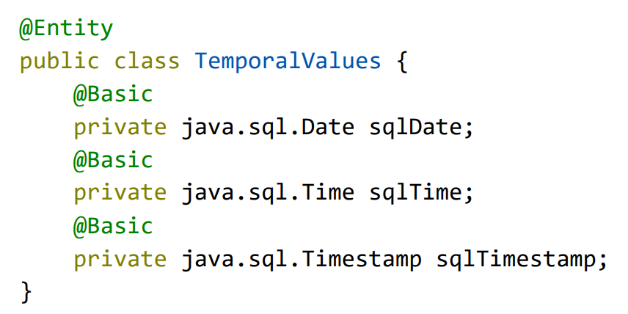 @Entity
public class TemporalValues {
    @Basic
    private java.sql.Date sqlDate;
    @Basic
    private java.sql.Time sqlTime;
    @Basic
    private java.sql.Timestamp sqlTimestamp;
}